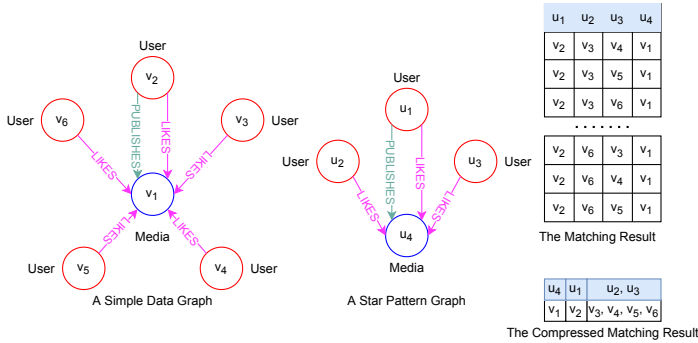 User
v2
v6
User
v3
User
PUBLISHES
LIKES
LIKES
LIKES
v1
Media
LIKES
LIKES
User
v5
v4
User
A Simple Data Graph
User
u1
User
u2
u3
User
PUBLISHES
LIKES
LIKES
LIKES
u4
Media
A Star Pattern Graph
u1 u2 u3 u4
v2 v3 v4 v1
v2 v3 v5 v1
v2 v3 v6 v1
. . . . . . .
v2 v6 v3 v1
v2 v6 v4 v1
v2 v6 v5 v1
The Matching Result
u4 u1 u2, u3
v1 v2 v3, v4, v5, v6
The Compressed Matching Result